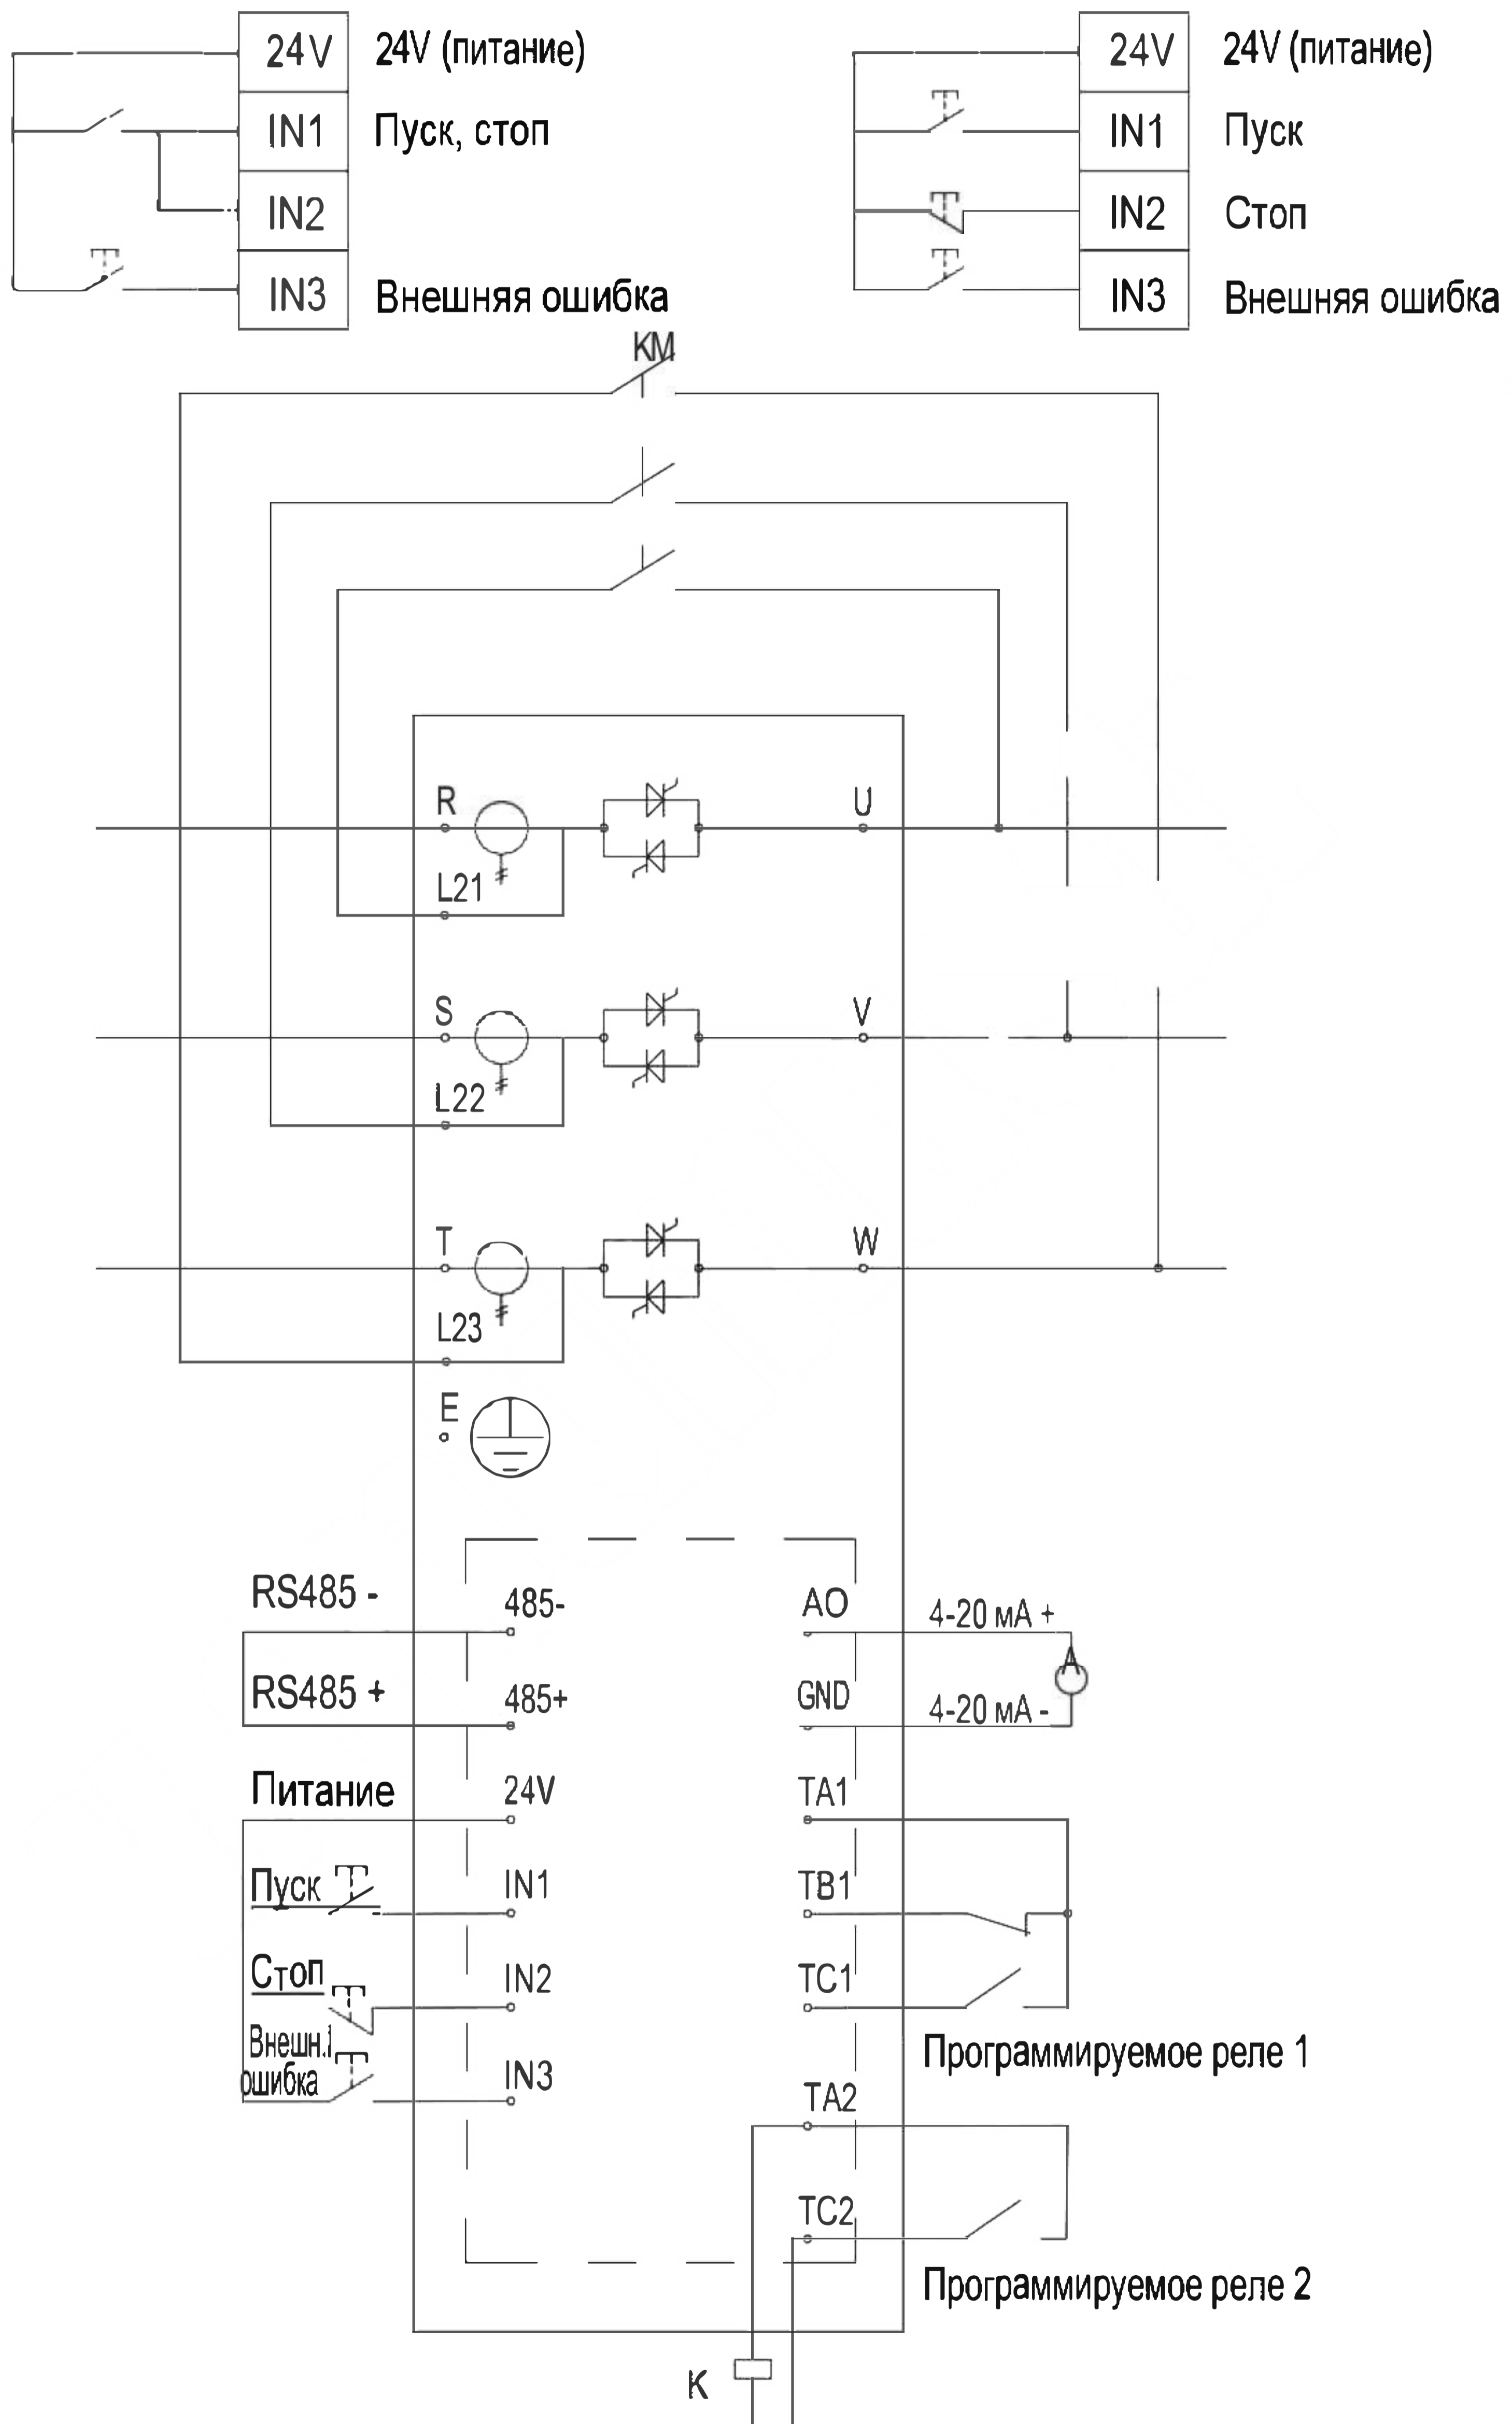 24V 24V (питание)
IN1 Пуск, стоп
IN2
IN3 Внешняя ошибка
24V 24V (питание)
IN1 Пуск
IN2 Стоп
IN3 Внешняя ошибка
KM
R
U
L21
S
V
L22
T
W
L23
E
RS485 -
485-
AO
4-20 мА +
A
RS485 +
485+
GND
4-20 мА -
Питание
24V
TA1
Пуск
IN1
TB1
Стоп
IN2
TC1
Внешн.
ошибка
IN3
Программируемое реле 1
TA2
TC2
Программируемое реле 2
K